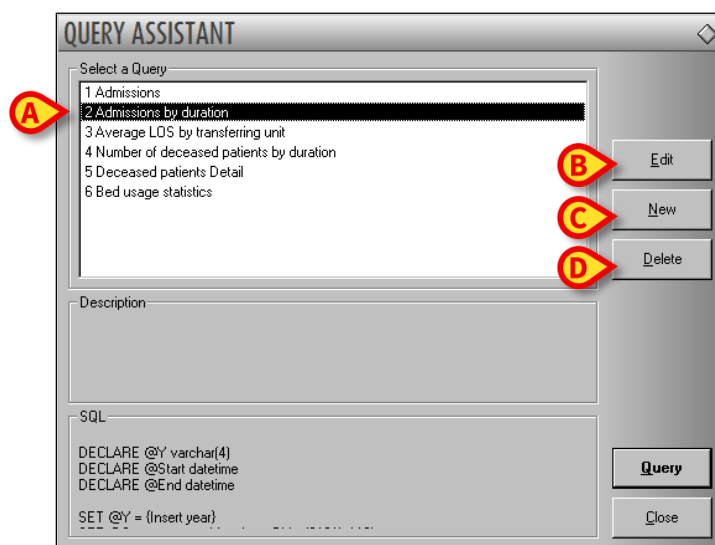 QUERY ASSISTANT
Select a Query
1 Admissions
A
2 Admissions by duration
3 Average LOS by transferring unit
4 Number of deceased patients by duration
5 Deceased patients Detail
6 Bed usage statistics
B
Edit
C
New
D
Delete
Description
SQL
DECLARE @Y varchar(4)
DECLARE @Start datetime
DECLARE @End datetime
SET @Y = {Insert year}
Query
Close